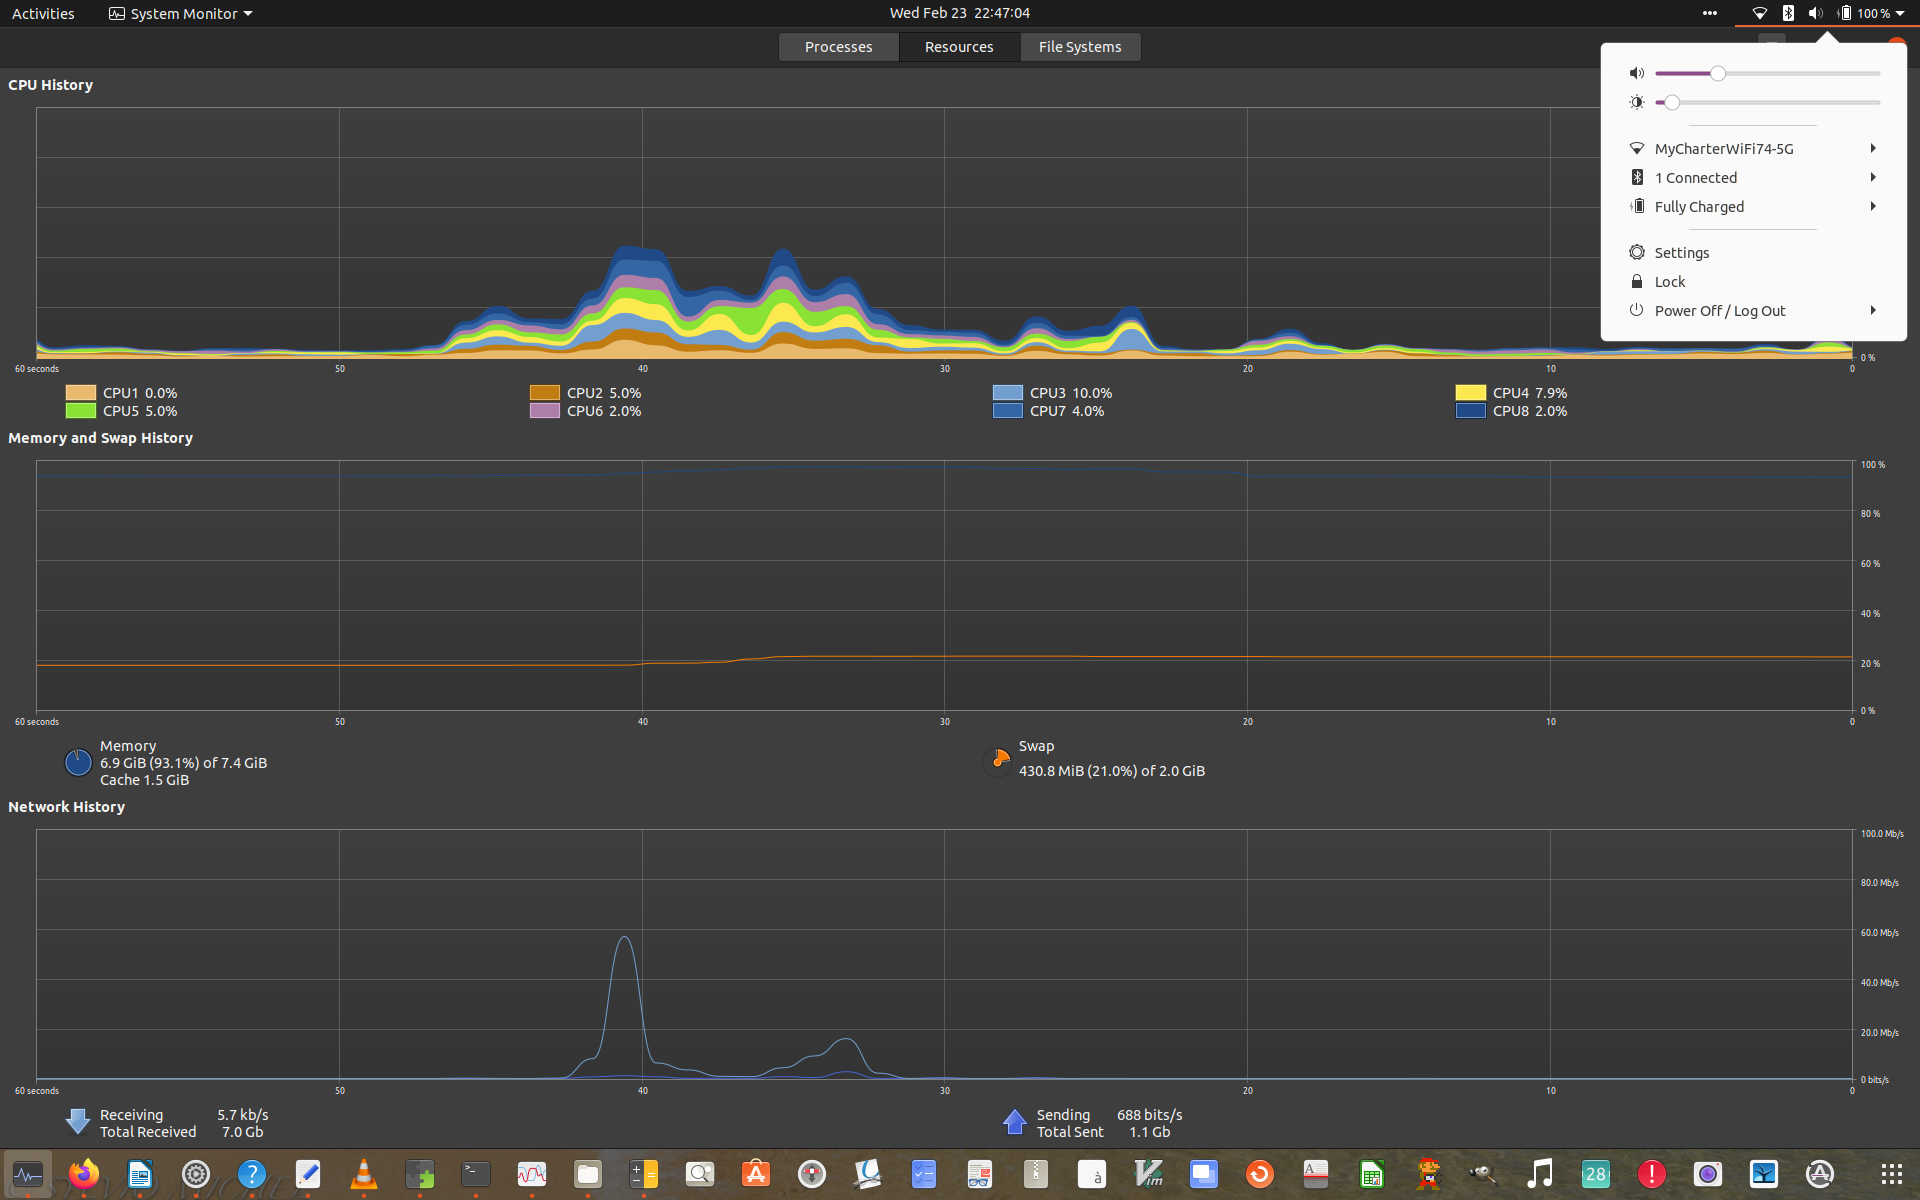 Activities
System Monitor
Wed Feb 23 22:47:04
100 %
Processes
Resources
File Systems
MyCharterWiFi74-5G
1 Connected
Fully Charged
Settings
Lock
Power Off / Log Out
CPU History
0 %
60 seconds 50 40 30 20 10 0
CPU1 0.0%
CPU2 5.0%
CPU3 10.0%
CPU4 7.9%
CPU5 5.0%
CPU6 2.0%
CPU7 4.0%
CPU8 2.0%
Memory and Swap History
100 %
80 %
60 %
40 %
20 %
0 %
60 seconds 50 40 30 20 10 0
Memory
6.9 GiB (93.1%) of 7.4 GiB
Cache 1.5 GiB
Swap
430.8 MiB (21.0%) of 2.0 GiB
Network History
100.0 Mb/s
80.0 Mb/s
60.0 Mb/s
40.0 Mb/s
20.0 Mb/s
0 bits/s
60 seconds 50 40 30 20 10 0
Receiving 5.7 kb/s
Total Received 7.0 Gb
Sending 688 bits/s
Total Sent 1.1 Gb
?
>_
à
Vim
A
28
!